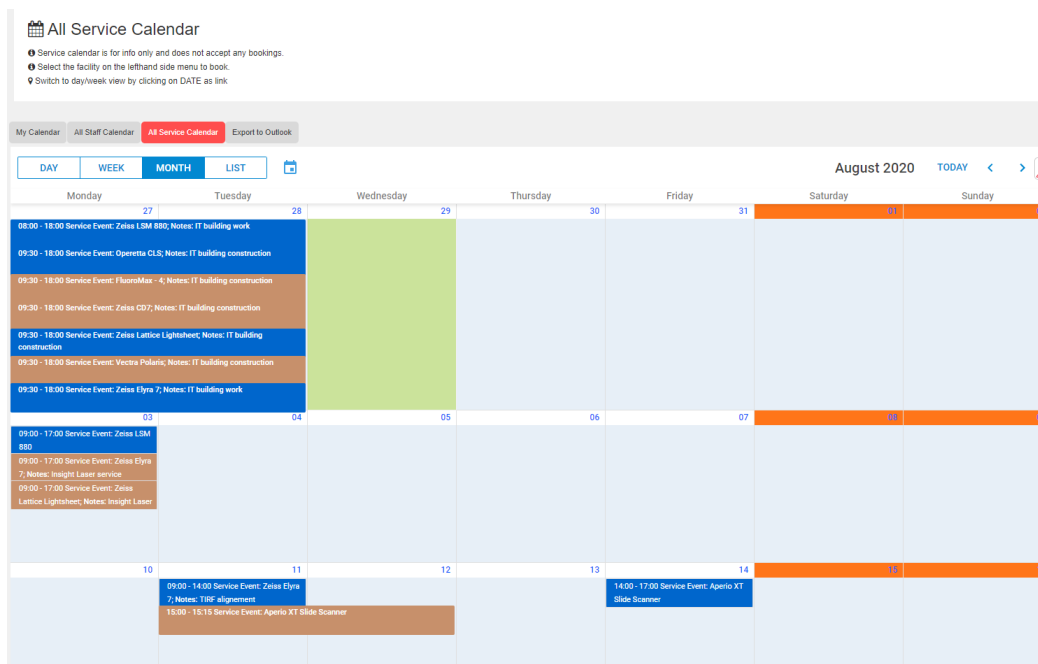 All Service Calendar
Service calendar is for info only and does not accept any bookings.
Select the facility on the lefthand side menu to book.
Switch to day/week view by clicking on DATE as link
My Calendar All Staff Calendar All Service Calendar Export to Outlook
DAY WEEK MONTH LIST August 2020 TODAY
Monday Tuesday Wednesday Thursday Friday Saturday Sunday
27 28 29 30 31 01
08:00 - 18:00 Service Event: Zeiss LSM 880; Notes: IT building work
09:30 - 18:00 Service Event: Operetta CLS; Notes: IT building construction
09:30 - 18:00 Service Event: FluoroMax - 4; Notes: IT building construction
09:30 - 18:00 Service Event: Zeiss CD7; Notes: IT building construction
09:30 - 18:00 Service Event: Zeiss Lattice Lightsheet; Notes: IT building
construction
09:30 - 18:00 Service Event: Vectra Polaris; Notes: IT building construction
09:30 - 18:00 Service Event: Zeiss Elyra 7; Notes: IT building work
03 04 05 06 07 08
09:00 - 17:00 Service Event: Zeiss LSM
880
09:00 - 17:00 Service Event: Zeiss Elyra
7; Notes: Insight Laser service
09:00 - 17:00 Service Event: Zeiss
Lattice Lightsheet; Notes: Insight Laser
10 11 12 13 14 15
09:00 - 14:00 Service Event: Zeiss Elyra
7; Notes: TIRF alignement
15:00 - 15:15 Service Event: Aperio XT Slide Scanner
14:00 - 17:00 Service Event: Aperio XT
Slide Scanner